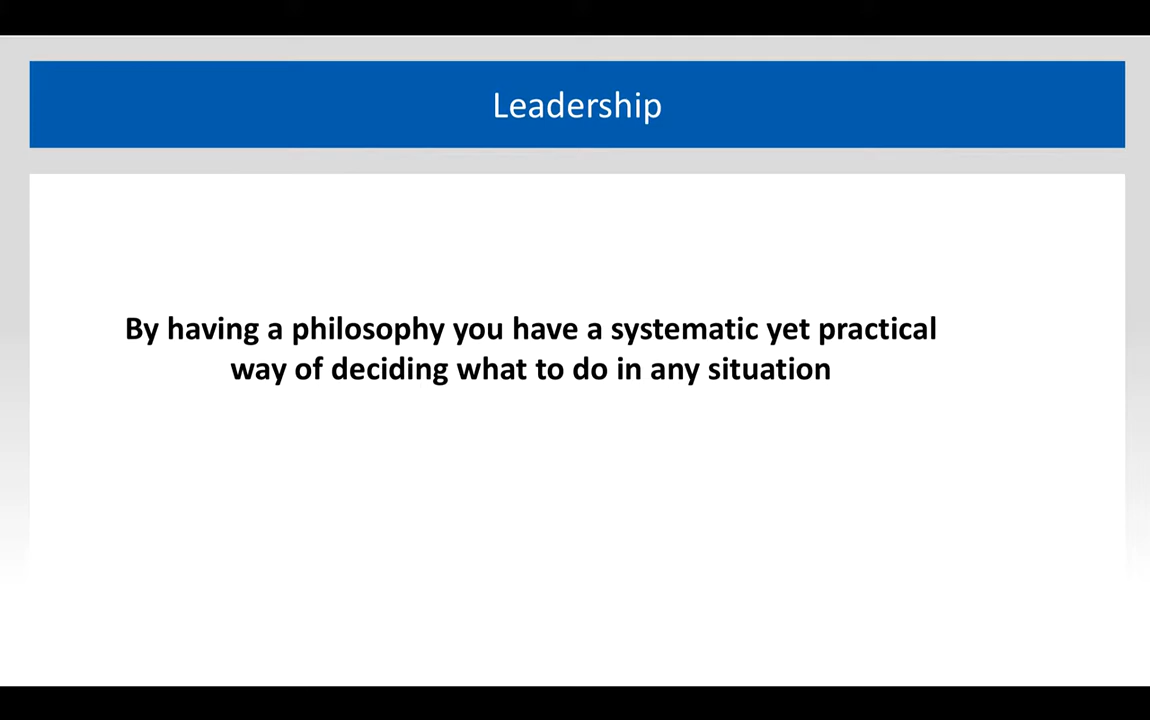 Leadership
By having a philosophy you have a systematic yet practical
way of deciding what to do in any situation